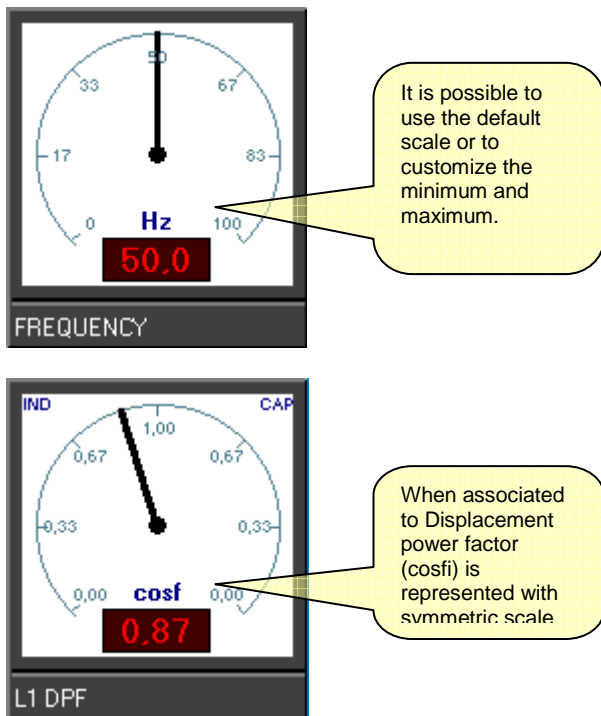 50
33
67
17
83
0
Hz
100
50,0
FREQUENCY
It is possible to
use the default
scale or to
customize the
minimum and
maximum.
IND
CAP
1,00
0,67
0,67
0,33
0,33
0,00
cosf
0,00
0,87
L1 DPF
When associated
to Displacement
power factor
(cosfi) is
represented with
symmetric scale